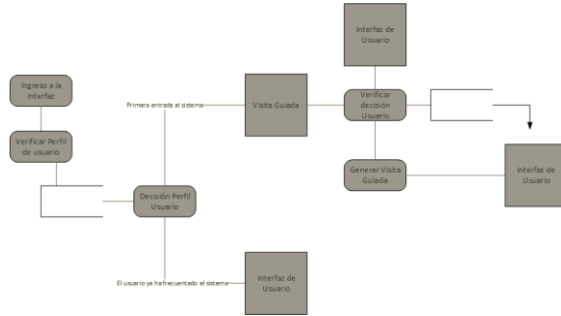 Interfaz de
Usuario
Ingreso a la
Interfaz
Primera entrada al sistema
Visita Guiada
Verificar
decisión
Usuario
Verificar Perfil
de usuario
Generar Visita
Guiada
Interfaz de
Usuario
Decisión Perfil
Usuario
El usuario ya ha frecuentado el sistema
Interfaz de
Usuario